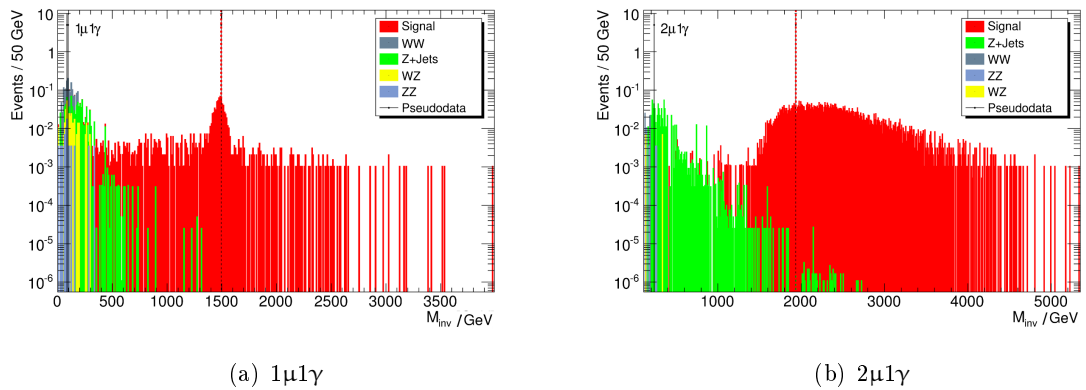 Events / 50 GeV
10
1
10⁻¹
10⁻²
10⁻³
10⁻⁴
10⁻⁵
10⁻⁶
1μ1γ
Signal
WW
Z+Jets
WZ
ZZ
Pseudodata
0 500 1000 1500 2000 2500 3000 3500
M_inv /GeV
(a) 1μ1γ
Events / 50 GeV
10
1
10⁻¹
10⁻²
10⁻³
10⁻⁴
10⁻⁵
10⁻⁶
2μ1γ
Signal
Z+Jets
WW
ZZ
WZ
Pseudodata
1000 2000 3000 4000 5000
M_inv /GeV
(b) 2μ1γ